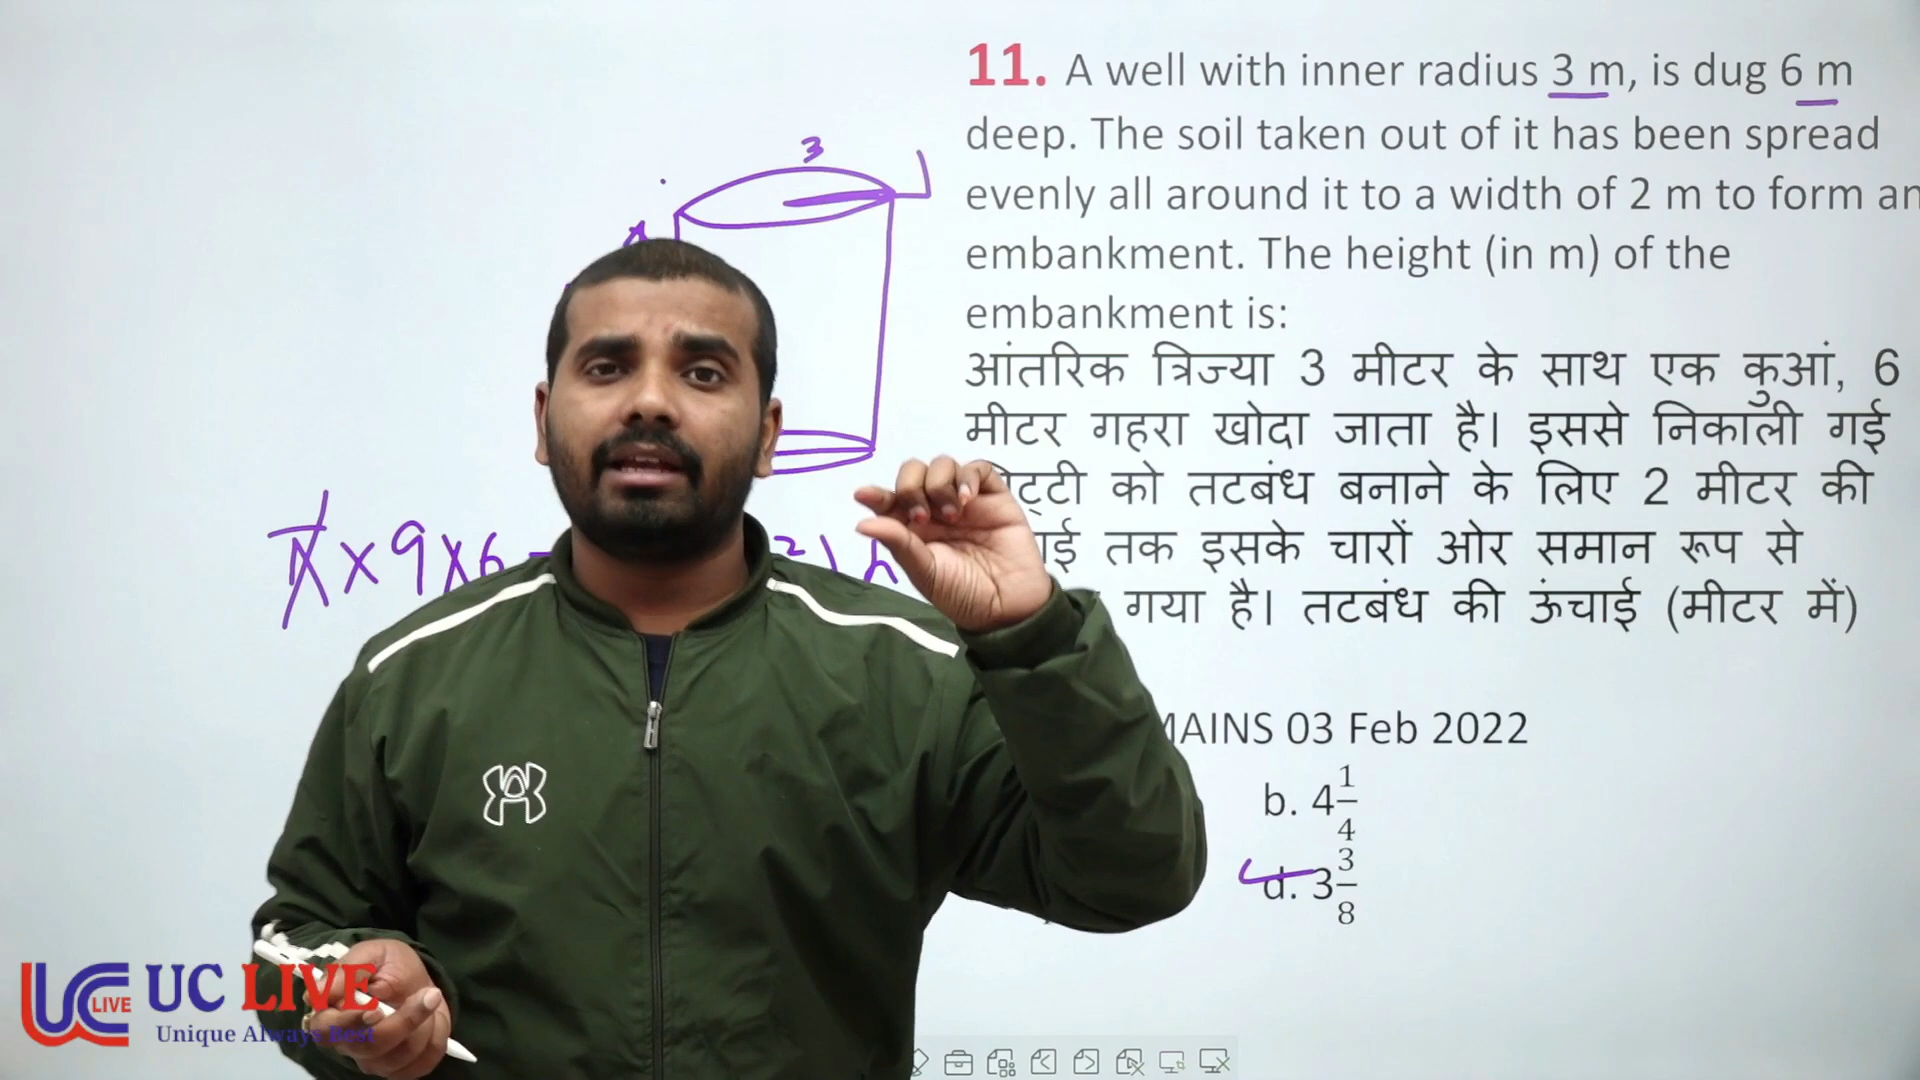 11. A well with inner radius 3 m, is dug 6 m
deep. The soil taken out of it has been spread
evenly all around it to a width of 2 m to form an
embankment. The height (in m) of the
embankment is:
आंतरिक त्रिज्या 3 मीटर के साथ एक कुआं, 6
मीटर गहरा खोदा जाता है। इससे निकाली गई
को तटबंध बनाने के लिए 2 मीटर की
इसके चारों ओर समान रूप से
गया है। तटबंध की ऊंचाई (मीटर में)
MAINS 03 Feb 2022
b. 4 1/4
d. 3 3/8
3
π × 9 × 6
h
UC LIVE
LIVE
Unique Always Best